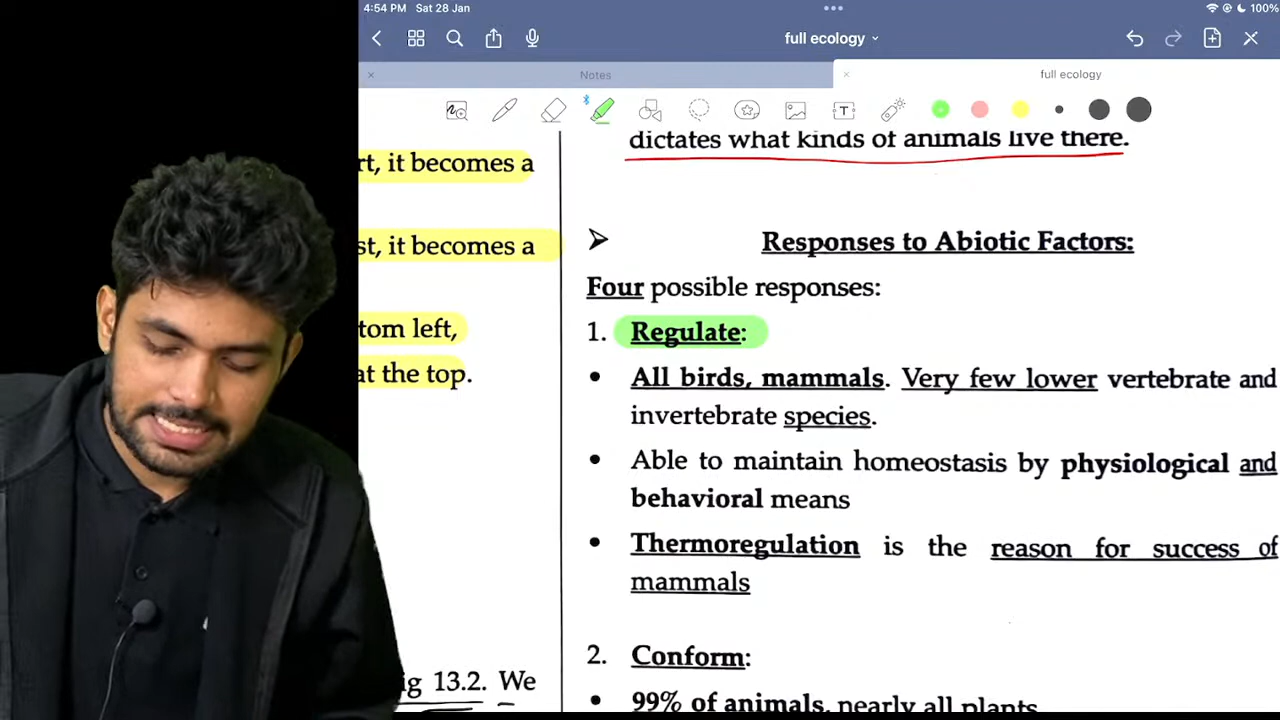 4:54 PM Sat 28 Jan
100%
full ecology
Notes
full ecology
T
rt, it becomes a
st, it becomes a
tom left,
at the top.
ig 13.2. We
dictates what kinds of animals live there.
➢ Responses to Abiotic Factors:
Four possible responses:
1. Regulate:
• All birds, mammals. Very few lower vertebrate and
invertebrate species.
• Able to maintain homeostasis by physiological and
behavioral means
• Thermoregulation is the reason for success of
mammals
2. Conform:
• 99% of animals, nearly all plants